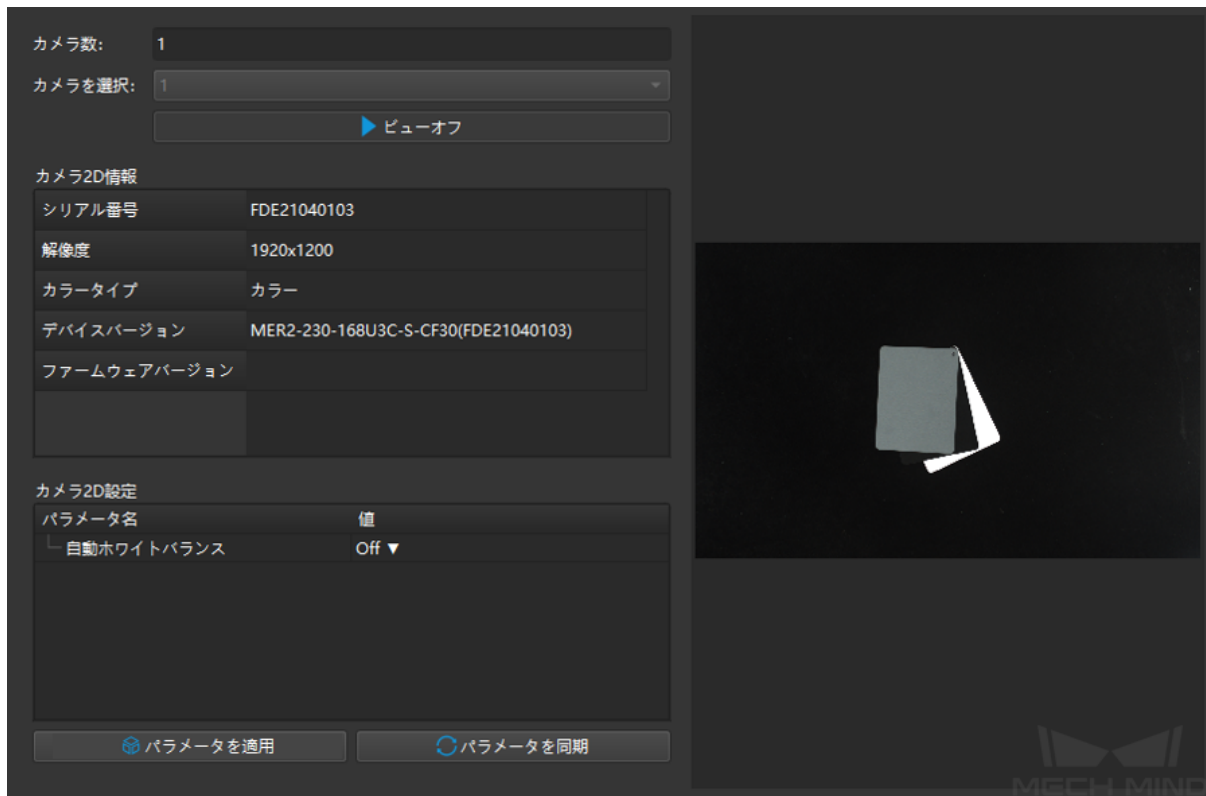 カメラ数: 1
カメラを選択: 1
ビューオフ
カメラ2D情報
シリアル番号 FDE21040103
解像度 1920x1200
カラータイプ カラー
デバイスバージョン MER2-230-168U3C-S-CF30(FDE21040103)
ファームウェアバージョン
カメラ2D設定
パラメータ名 値
自動ホワイトバランス Off ▼
パラメータを適用 パラメータを同期
MECH MIND